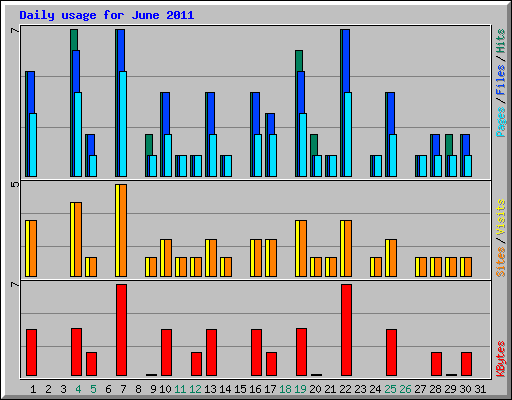 Daily usage for June 2011
7
Pages / Files / Hits
5
Sites / Visits
7
KBytes
1 2 3 4 5 6 7 8 9 10 11 12 13 14 15 16 17 18 19 20 21 22 23 24 25 26 27 28 29 30 31